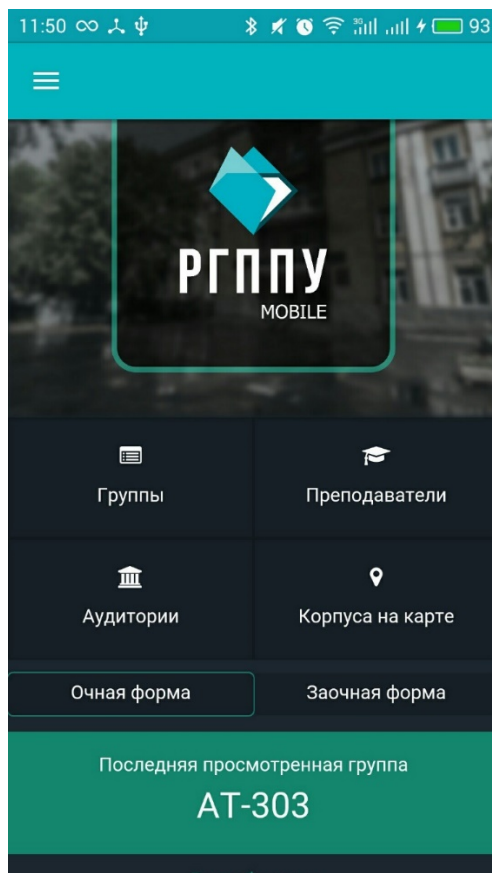 11:50
3G
93
РГППУ
MOBILE
Группы
Преподаватели
Аудитории
Корпуса на карте
Очная форма
Заочная форма
Последняя просмотренная группа
АТ-303